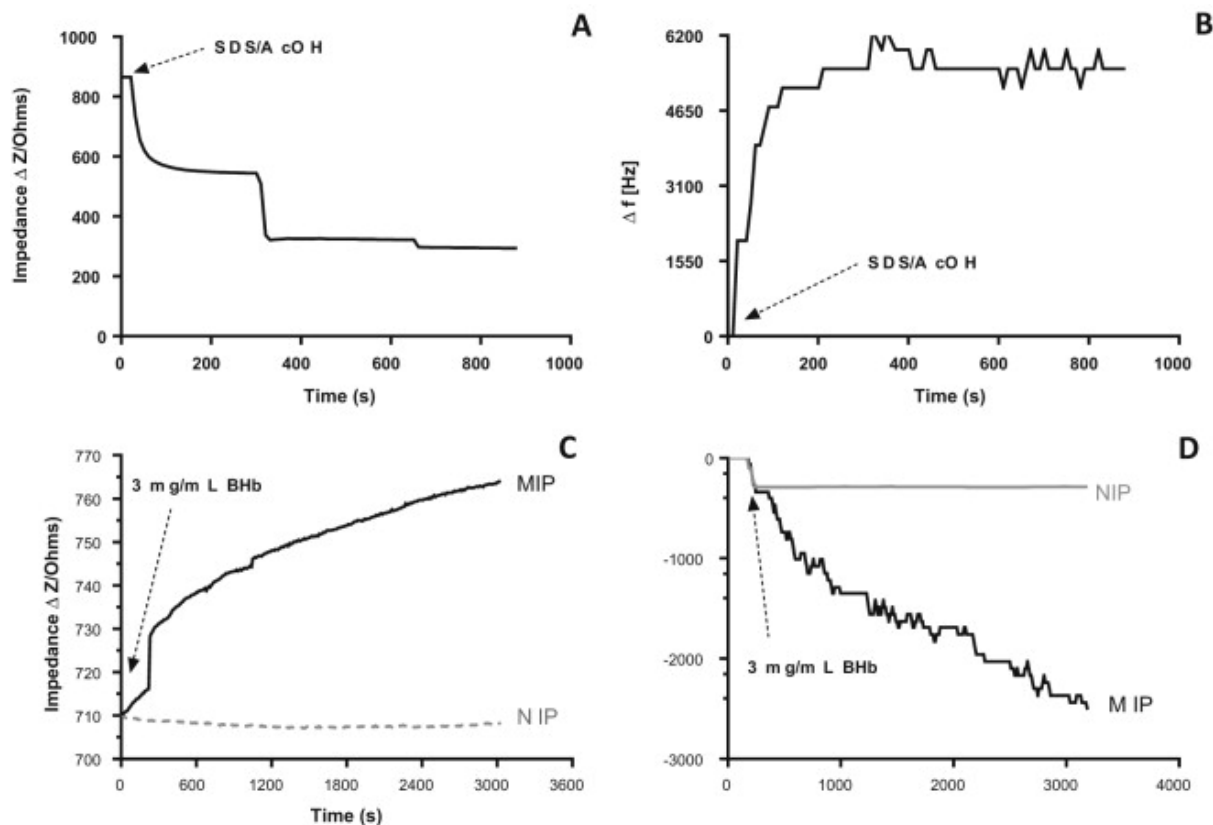 A
SDS/AcOH
Impedance Δ Z/Ohms
1000
800
600
400
200
0
0 200 400 600 800 1000
Time (s)
B
SDS/AcOH
Δ f [Hz]
6200
4650
3100
1550
0
0 200 400 600 800 1000
Time (s)
C
3 mg/mL BHb
MIP
NIP
Impedance Δ Z/Ohms
770
760
750
740
730
720
710
700
0 600 1200 1800 2400 3000 3600
Time (s)
D
NIP
3 mg/mL BHb
MIP
0
-1000
-2000
-3000
0 1000 2000 3000 4000